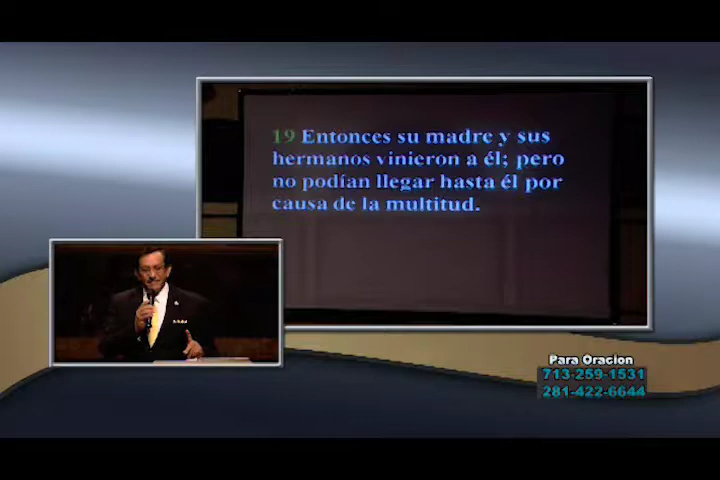 19 Entonces su madre y sus
hermanos vinieron a él; pero
no podían llegar hasta él por
causa de la multitud.
Para Oracion
713-259-1531
281-422-6644